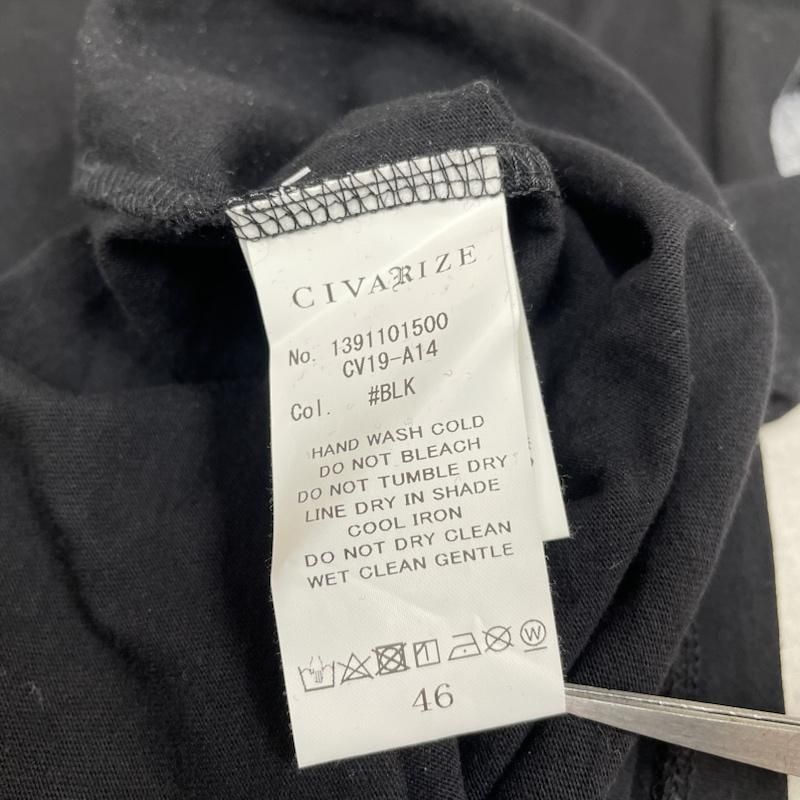 CIVARIZE
No. 1391101500
CV19-A14
Col. #BLK
HAND WASH COLD
DO NOT BLEACH
DO NOT TUMBLE DRY
LINE DRY IN SHADE
COOL IRON
DO NOT DRY CLEAN
WET CLEAN GENTLE
W
46